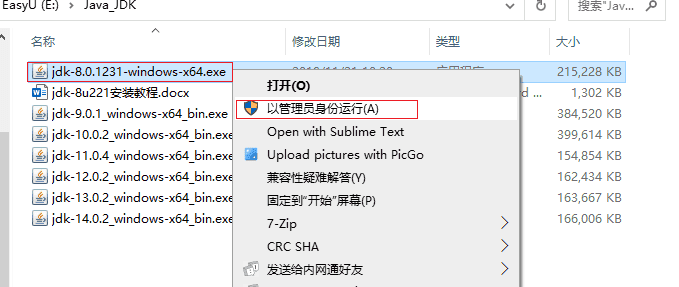 EasyU (E:) › Java_JDK
搜索"Jav...
名称 修改日期 类型 大小
jdk-8.0.1231-windows-x64.exe 215,228 KB
jdk-8u221安装教程.docx 1,302 KB
jdk-9.0.1_windows-x64_bin.exe 384,520 KB
jdk-10.0.2_windows-x64_bin.exe 399,614 KB
jdk-11.0.4_windows-x64_bin.exe 154,854 KB
jdk-12.0.2_windows-x64_bin.exe 162,430 KB
jdk-13.0.2_windows-x64_bin.exe 163,667 KB
jdk-14.0.2_windows-x64_bin.exe 166,006 KB
打开(O)
以管理员身份运行(A)
Open with Sublime Text
Upload pictures with PicGo
兼容性疑难解答(Y)
固定到"开始"屏幕(P)
7-Zip
CRC SHA
发送给内网通好友